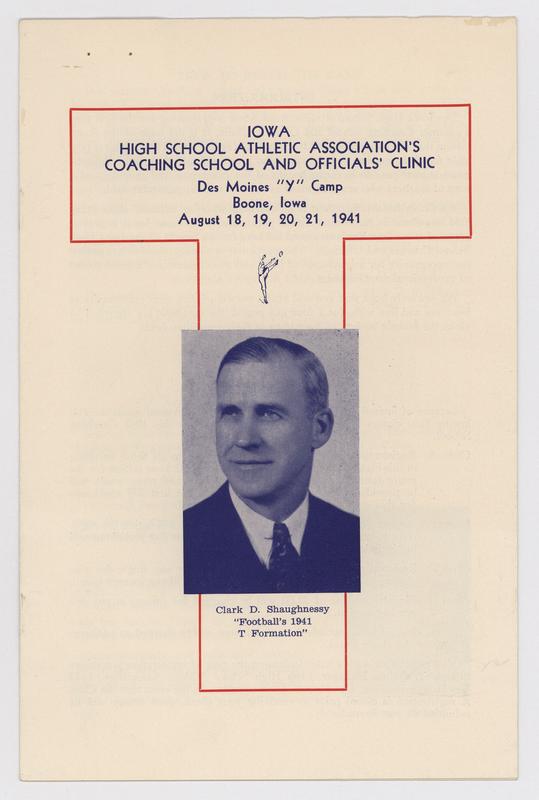 IOWA
HIGH SCHOOL ATHLETIC ASSOCIATION'S
COACHING SCHOOL AND OFFICIALS' CLINIC
Des Moines "Y" Camp
Boone, Iowa
August 18, 19, 20, 21, 1941
Clark D. Shaughnessy
"Football's 1941
T Formation"